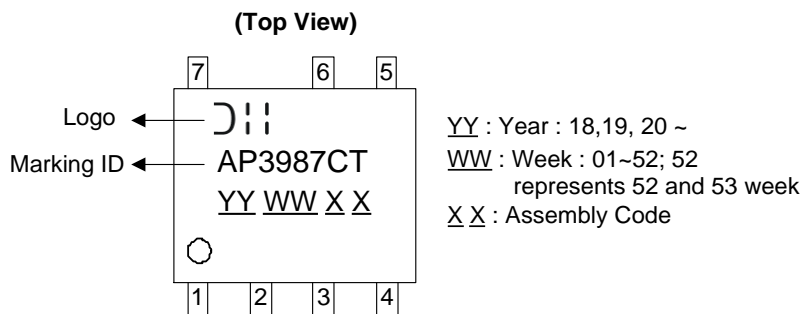 (Top View)
7 6 5
Logo
Marking ID
AP3987CT
YY WW X X
1 2 3 4
YY : Year : 18,19, 20 ~
WW : Week : 01~52; 52
represents 52 and 53 week
X X : Assembly Code